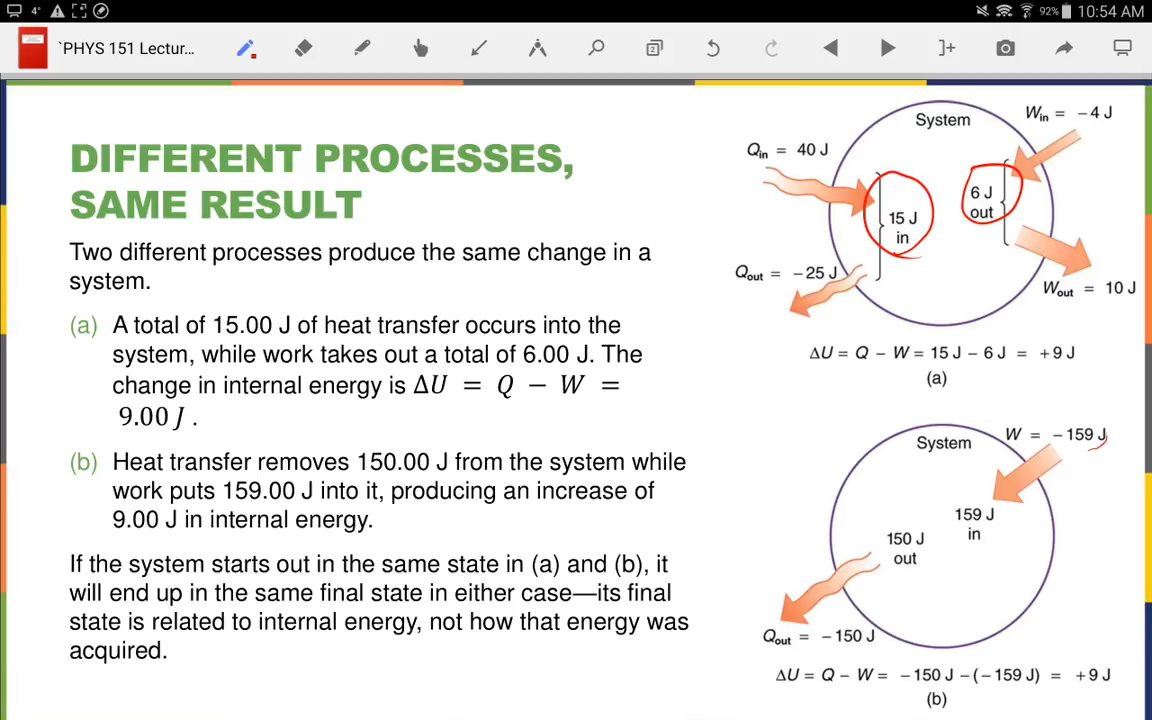 4°
92%
10:54 AM
`PHYS 151 Lectur...
2
DIFFERENT PROCESSES,
SAME RESULT
Two different processes produce the same change in a
system.
(a) A total of 15.00 J of heat transfer occurs into the
system, while work takes out a total of 6.00 J. The
change in internal energy is ΔU = Q − W =
9.00 J .
(b) Heat transfer removes 150.00 J from the system while
work puts 159.00 J into it, producing an increase of
9.00 J in internal energy.
If the system starts out in the same state in (a) and (b), it
will end up in the same final state in either case—its final
state is related to internal energy, not how that energy was
acquired.
System
Win = −4 J
Qin = 40 J
6 J
out
15 J
in
Qout = −25 J
Wout = 10 J
ΔU = Q − W = 15 J − 6 J = +9 J
(a)
System
W = −159 J
159 J
in
150 J
out
Qout = −150 J
ΔU = Q − W = −150 J −(−159 J) = +9 J
(b)